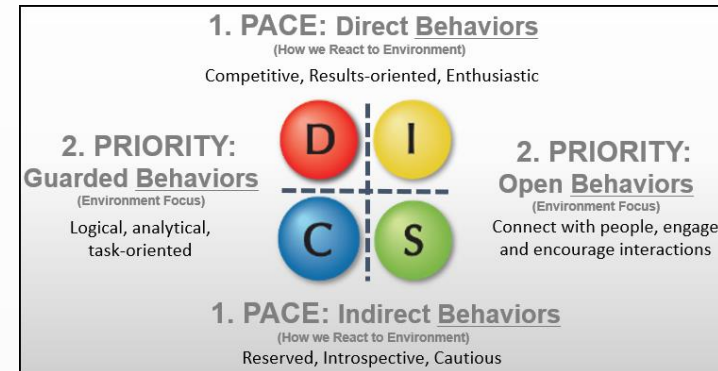 1. PACE: Direct Behaviors
(How we React to Environment)
Competitive, Results-oriented, Enthusiastic
D I
2. PRIORITY:
Guarded Behaviors
(Environment Focus)
Logical, analytical,
task-oriented
2. PRIORITY:
Open Behaviors
(Environment Focus)
Connect with people, engage
and encourage interactions
C S
1. PACE: Indirect Behaviors
(How we React to Environment)
Reserved, Introspective, Cautious